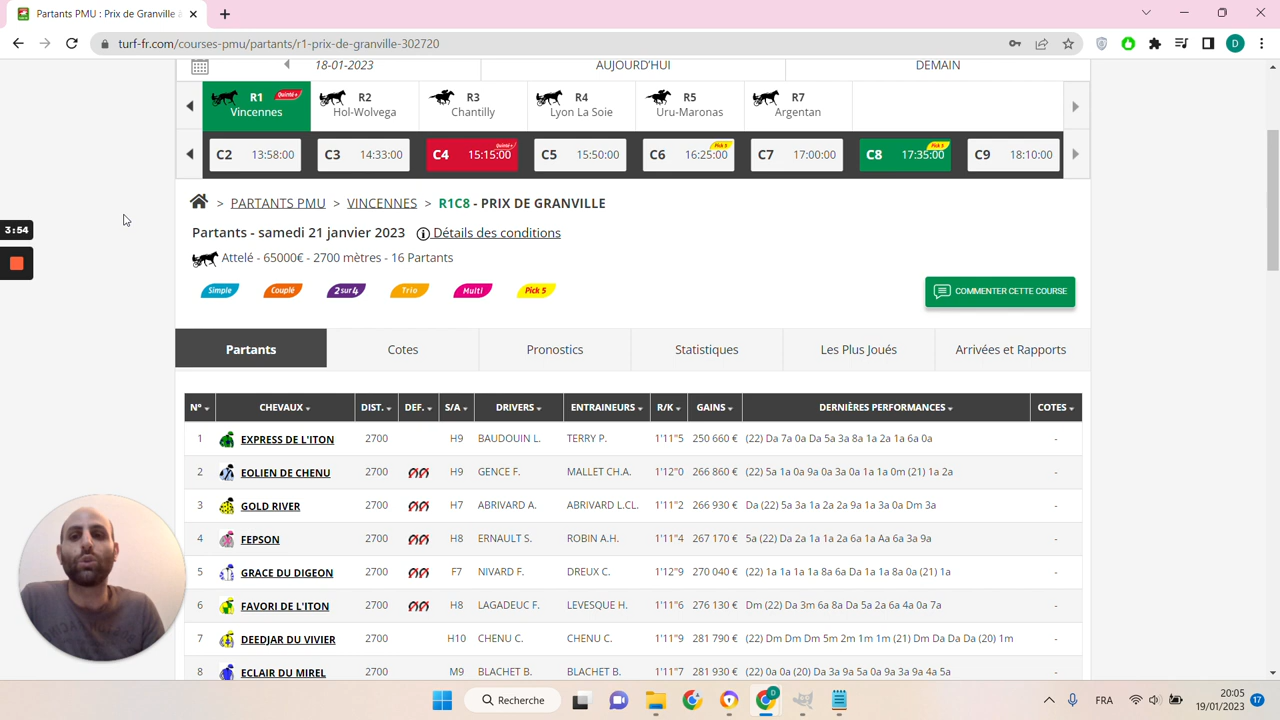 Partants PMU : Prix de Granville à
turf-fr.com/courses-pmu/partants/r1-prix-de-granville-302720
D
18-01-2023 AUJOURD'HUI DEMAIN
R1 Quinté+ Vincennes
R2 Hol-Wolvega
R3 Chantilly
R4 Lyon La Soie
R5 Uru-Maronas
R7 Argentan
C2 13:58:00 C3 14:33:00 C4 15:15:00 Quinté+ C5 15:50:00 C6 16:25:00 Pick 5 C7 17:00:00 C8 17:35:00 Pick 5 C9 18:10:00
> PARTANTS PMU > VINCENNES > R1C8 - PRIX DE GRANVILLE
3:54
Partants - samedi 21 janvier 2023 Détails des conditions
Attelé - 65000€ - 2700 mètres - 16 Partants
Simple Couplé 2sur4 Trio Multi Pick 5
COMMENTER CETTE COURSE
Partants Cotes Pronostics Statistiques Les Plus Joués Arrivées et Rapports
N° CHEVAUX DIST. DEF. S/A DRIVERS ENTRAINEURS R/K GAINS DERNIÈRES PERFORMANCES COTES
1 EXPRESS DE L'ITON 2700 H9 BAUDOUIN L. TERRY P. 1'11"5 250 660 € (22) Da 7a 0a Da 5a 3a 8a 1a 2a 1a 6a 0a -
2 EOLIEN DE CHENU 2700 H9 GENCE F. MALLET CH.A. 1'12"0 266 860 € (22) 5a 1a 0a 9a 0a 3a 0a 1a 1a 0m (21) 1a 2a -
3 GOLD RIVER 2700 H7 ABRIVARD A. ABRIVARD L.CL. 1'11"2 266 930 € Da (22) 5a 3a 1a 2a 2a 9a 1a 3a 0a Dm 3a -
4 FEPSON 2700 H8 ERNAULT S. ROBIN A.H. 1'11"4 267 170 € 5a (22) Da 2a 1a 1a 2a 6a 1a Aa 6a 3a 9a -
5 GRACE DU DIGEON 2700 F7 NIVARD F. DREUX C. 1'12"9 270 040 € (22) 1a 1a 1a 1a 8a 6a Da 1a 1a 8a 0a (21) 1a -
6 FAVORI DE L'ITON 2700 H8 LAGADEUC F. LEVESQUE H. 1'11"6 276 130 € Dm (22) Da 3m 6a 8a Da 5a 2a 6a 4a 0a 7a -
7 DEEDJAR DU VIVIER 2700 H10 CHENU C. CHENU C. 1'11"9 281 790 € (22) Dm Dm Dm 5m 2m 1m 1m (21) Dm Da Da Da (20) 1m -
8 ECLAIR DU MIREL 2700 M9 BLACHET B. BLACHET B. 1'11"7 281 930 € (22) 0a 0a (20) Da 3a 9a 5a 0a 9a 3a 9a 4a 5a -
Recherche
FRA
20:05
19/01/2023
17